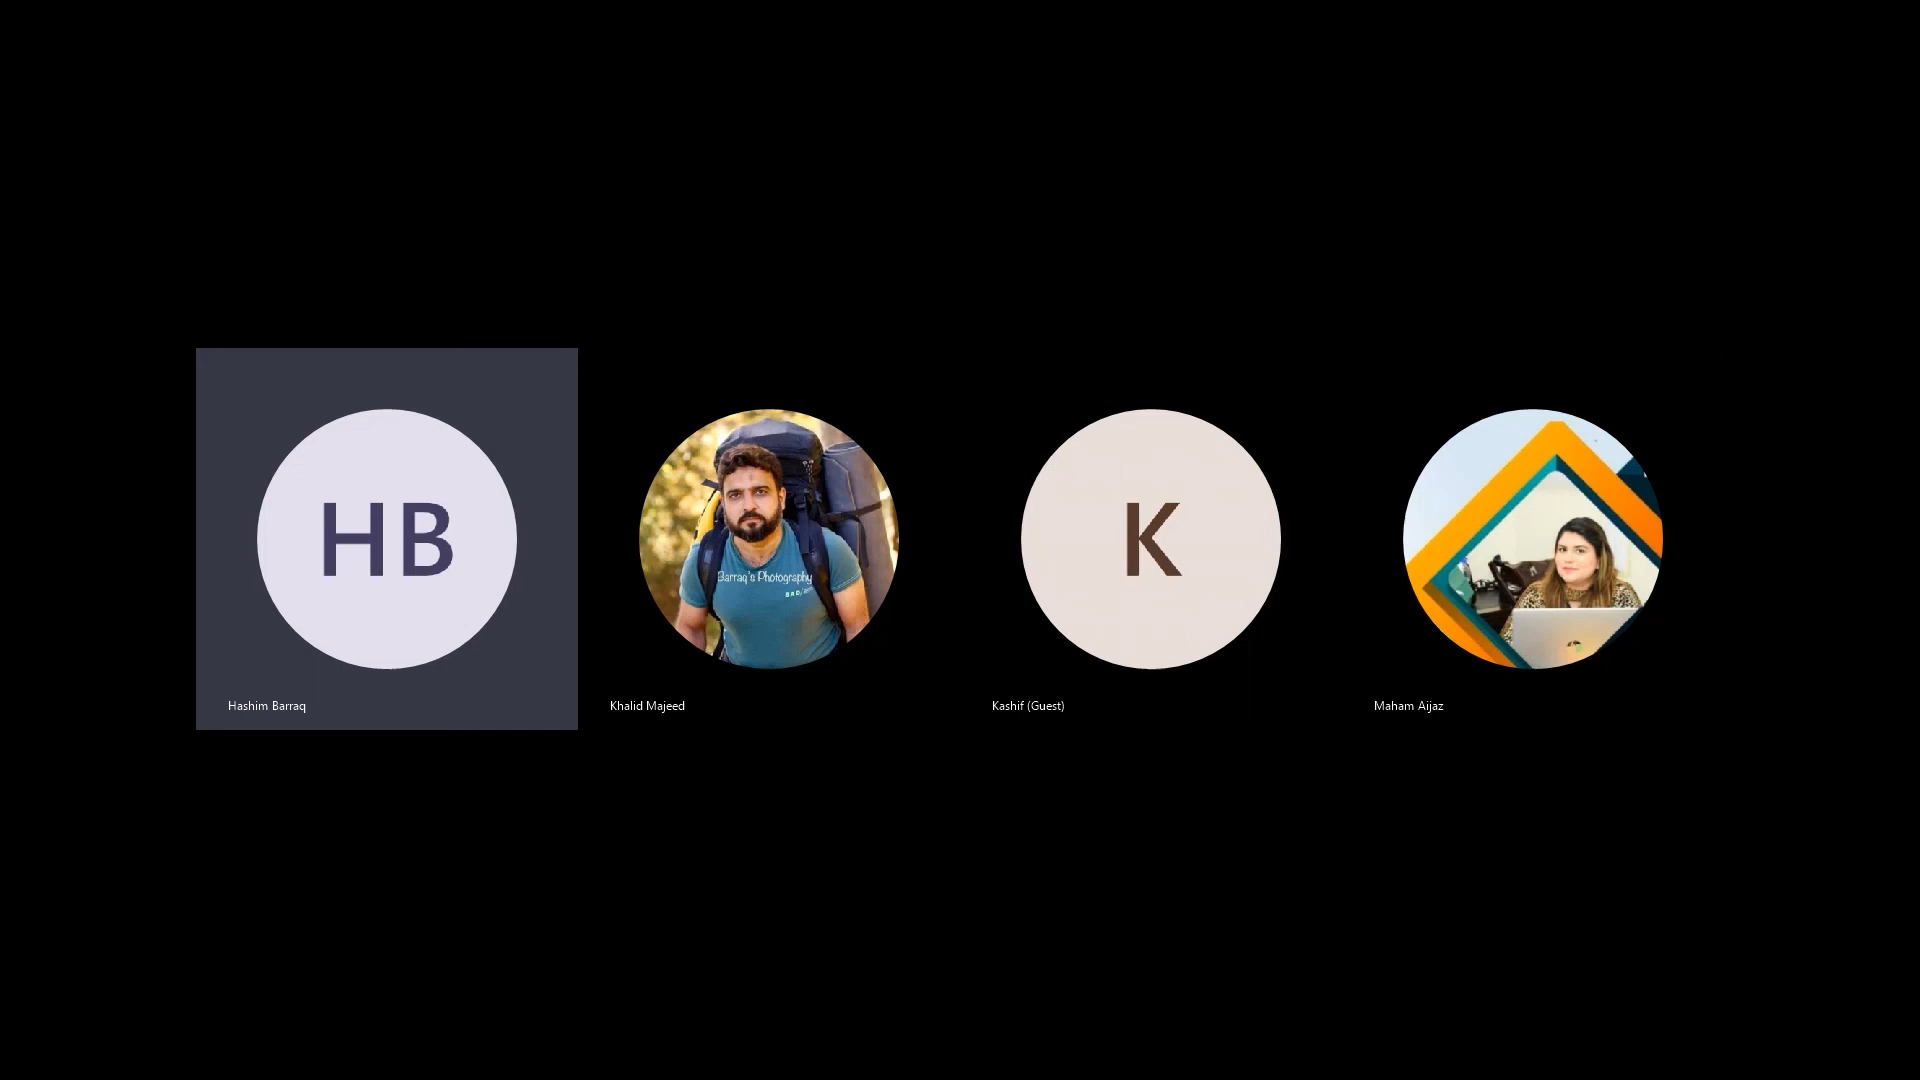 HB
Hashim Barraq
Barraq's Photography
Khalid Majeed
K
Kashif (Guest)
Maham Aijaz